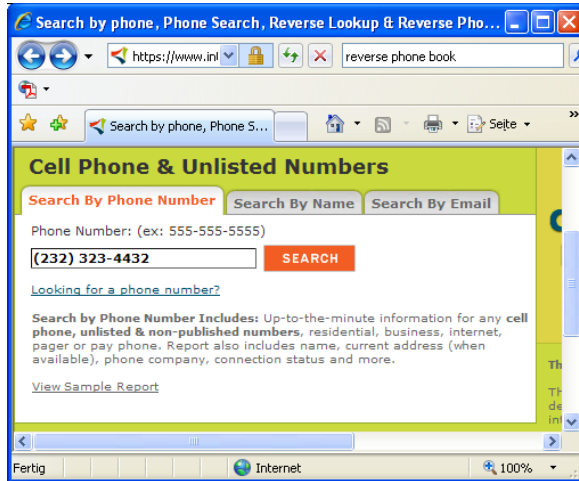 Search by phone, Phone Search, Reverse Lookup & Reverse Pho...
https://www.inl
reverse phone book
Search by phone, Phone S...
Seite
Cell Phone & Unlisted Numbers
Search By Phone Number
Search By Name
Search By Email
Phone Number: (ex: 555-555-5555)
(232) 323-4432
SEARCH
Looking for a phone number?
Search by Phone Number Includes: Up-to-the-minute information for any cell
phone, unlisted & non-published numbers, residential, business, internet,
pager or pay phone. Report also includes name, current address (when
available), phone company, connection status and more.
View Sample Report
Th
Th
de
int
Fertig
Internet
100%